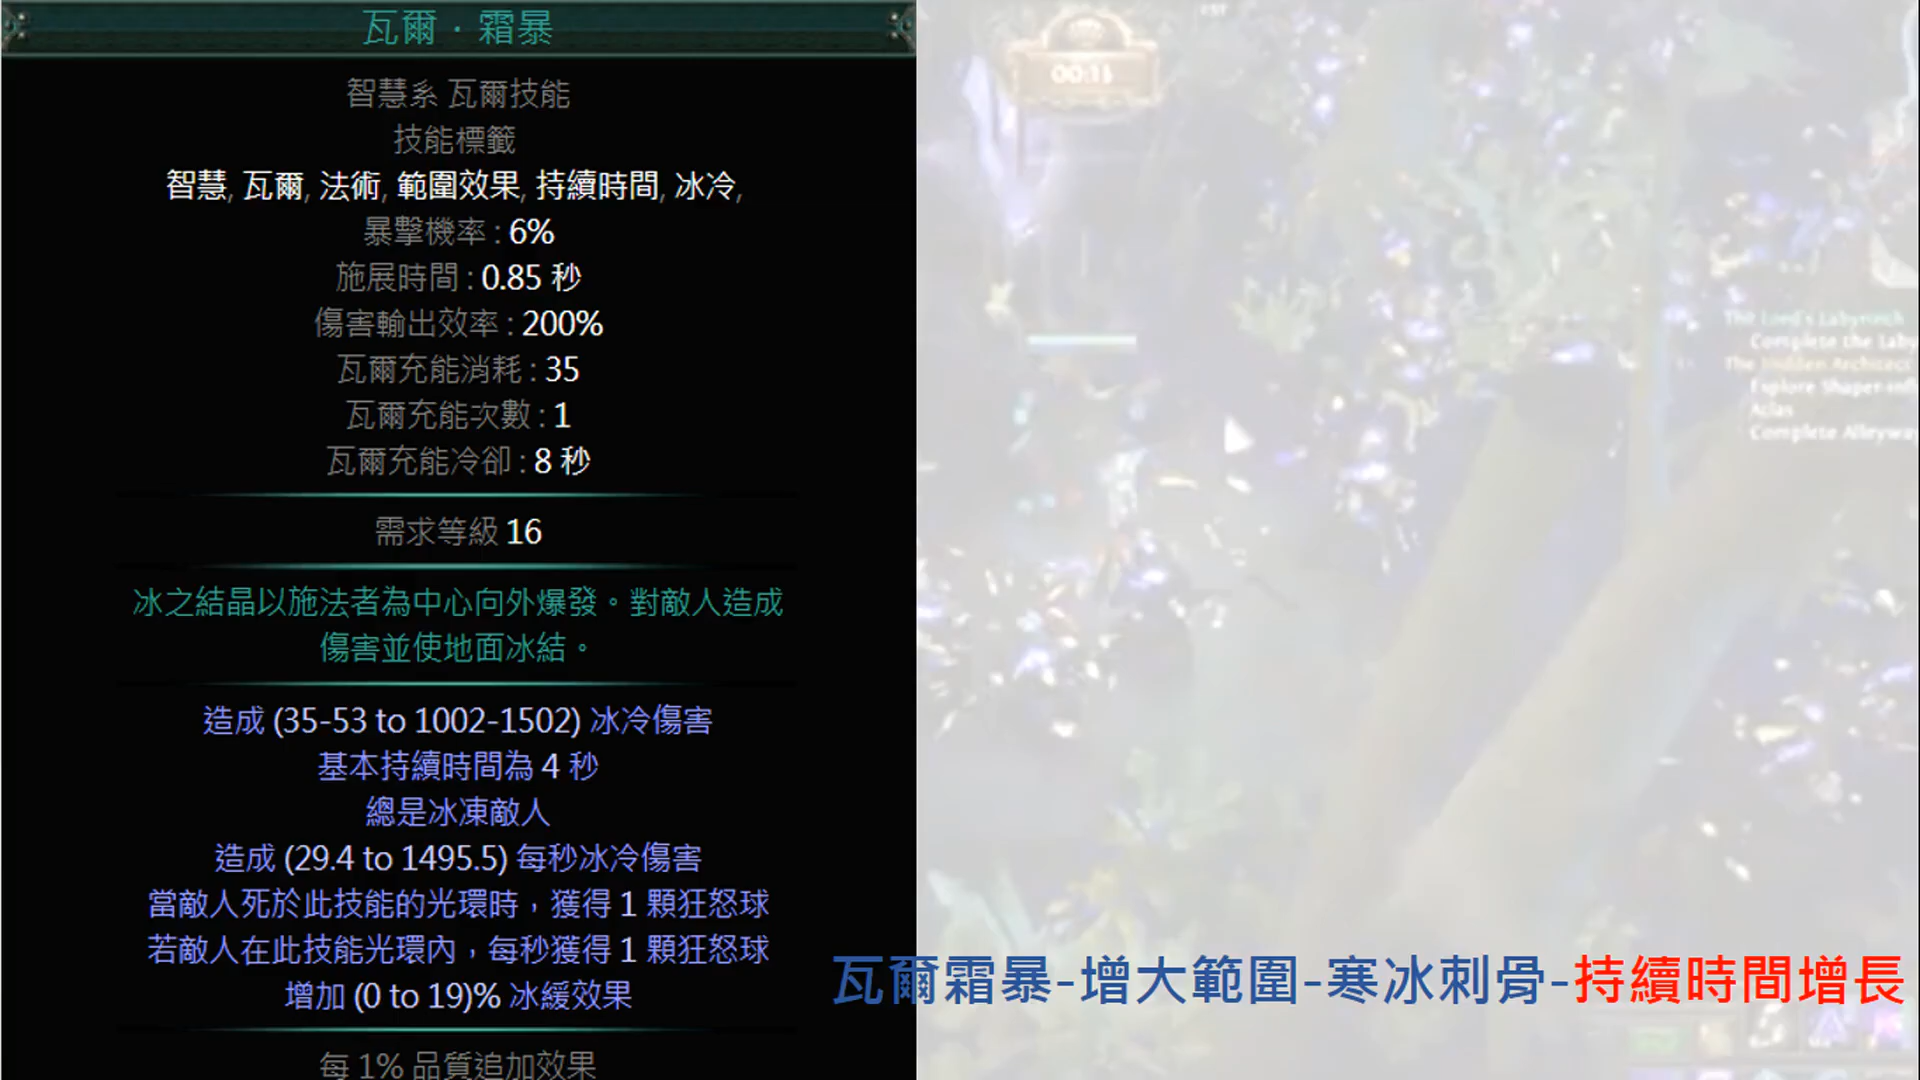 瓦爾・霜暴
智慧系 瓦爾技能
技能標籤
智慧, 瓦爾, 法術, 範圍效果, 持續時間, 冰冷,
暴擊機率 : 6%
施展時間 : 0.85 秒
傷害輸出效率 : 200%
瓦爾充能消耗 : 35
瓦爾充能次數 : 1
瓦爾充能冷卻 : 8 秒
需求等級 16
冰之結晶以施法者為中心向外爆發。對敵人造成
傷害並使地面冰結。
造成 (35-53 to 1002-1502) 冰冷傷害
基本持續時間為 4 秒
總是冰凍敵人
造成 (29.4 to 1495.5) 每秒冰冷傷害
當敵人死於此技能的光環時，獲得 1 顆狂怒球
若敵人在此技能光環內，每秒獲得 1 顆狂怒球
增加 (0 to 19)% 冰緩效果
每 1% 品質追加效果
The Lord's Labyrinth
Complete the Laby
Explore Shaper-inf
Complete Alleyway
瓦爾霜暴-增大範圍-寒冰刺骨-持續時間增長